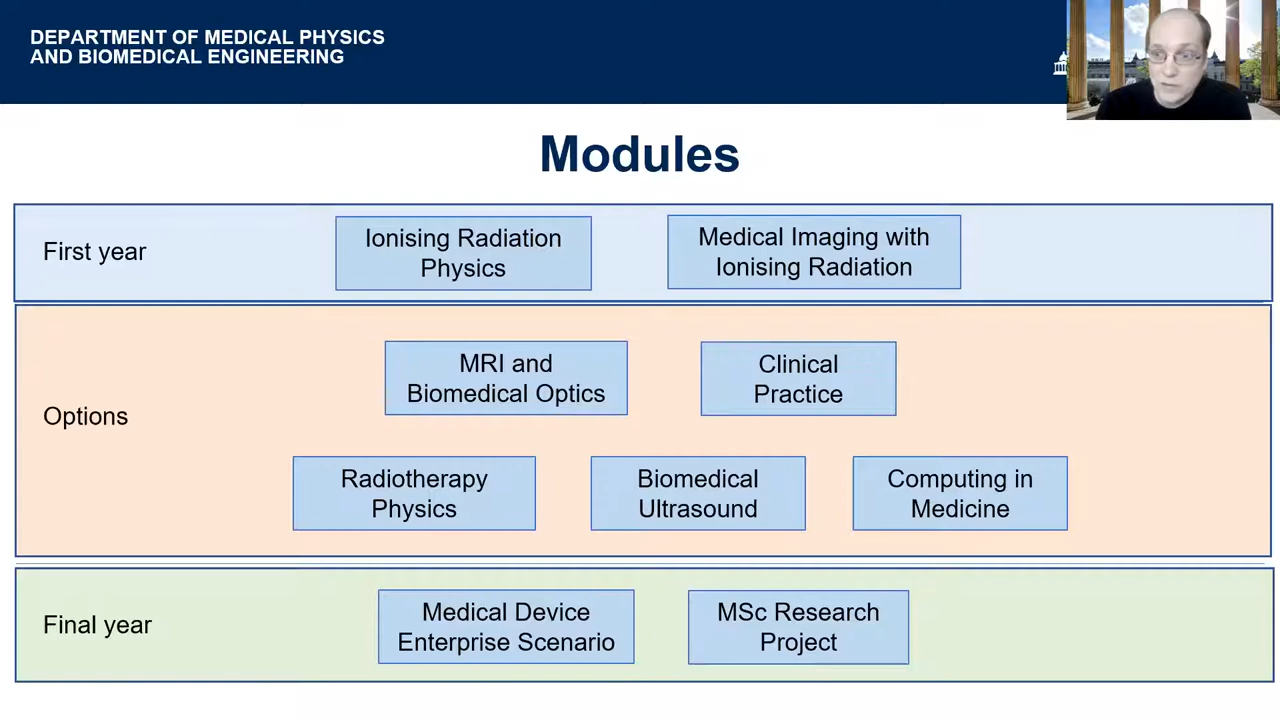 DEPARTMENT OF MEDICAL PHYSICS
AND BIOMEDICAL ENGINEERING
Modules
First year
Ionising Radiation
Physics
Medical Imaging with
Ionising Radiation
Options
MRI and
Biomedical Optics
Clinical
Practice
Radiotherapy
Physics
Biomedical
Ultrasound
Computing in
Medicine
Final year
Medical Device
Enterprise Scenario
MSc Research
Project